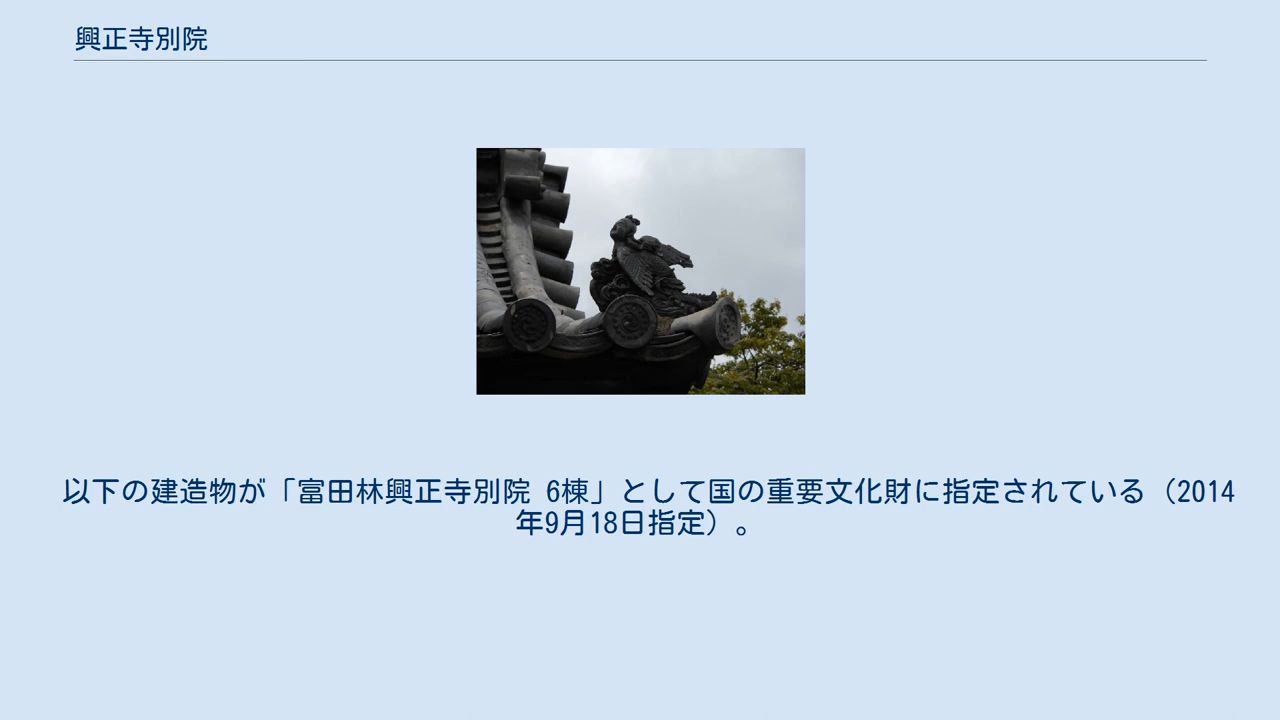 興正寺別院
以下の建造物が「富田林興正寺別院 6棟」として国の重要文化財に指定されている（2014
年9月18日指定）。